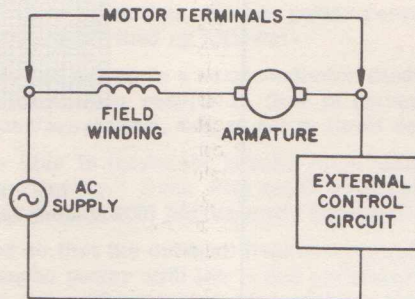 MOTOR TERMINALS
FIELD
WINDING
ARMATURE
AC
SUPPLY
EXTERNAL
CONTROL
CIRCUIT